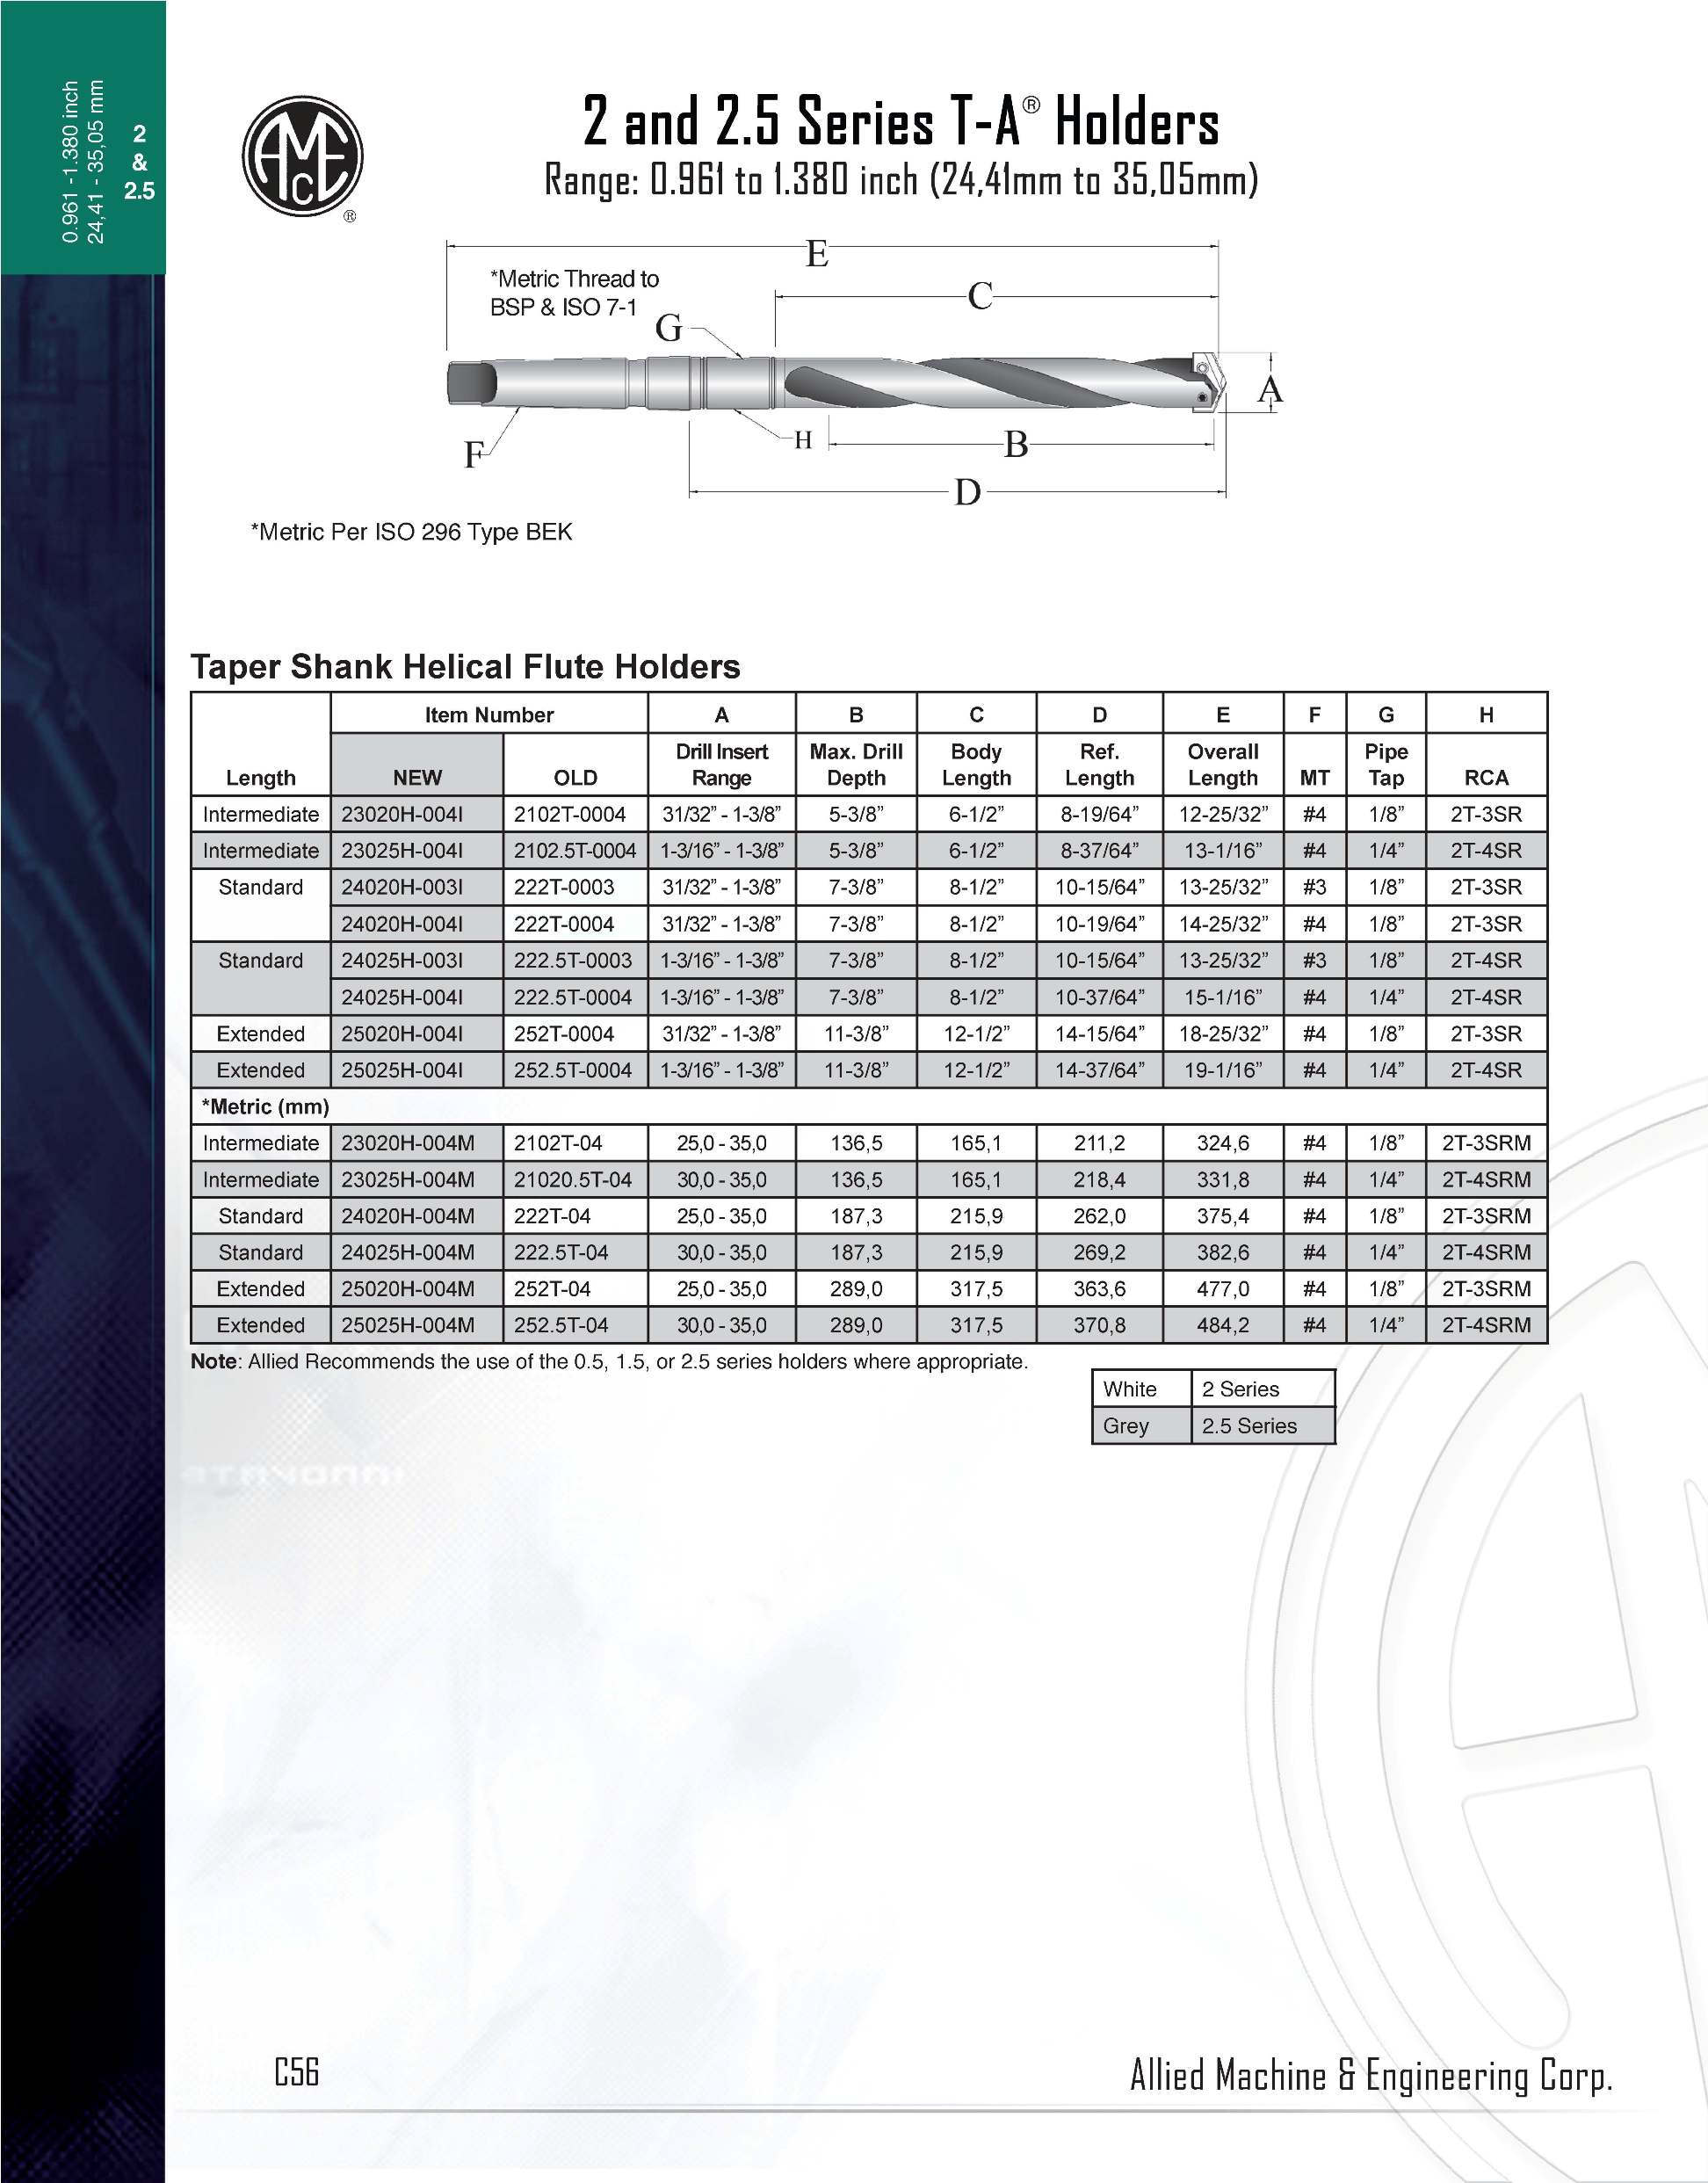 0.961 -1.380 inch
24,41 - 35,05 mm
2
&
2.5
AMEC
®
2 and 2.5 Series T-A® Holders
Range: 0.961 to 1.380 inch (24,41mm to 35,05mm)
E
*Metric Thread to
BSP & ISO 7-1
C
G
A
F
H
B
D
*Metric Per ISO 296 Type BEK
Taper Shank Helical Flute Holders
Item Number A B C D E F G H
Length NEW OLD Drill Insert Range Max. Drill Depth Body Length Ref. Length Overall Length MT Pipe Tap RCA
Intermediate 23020H-004I 2102T-0004 31/32” - 1-3/8” 5-3/8” 6-1/2” 8-19/64” 12-25/32” #4 1/8” 2T-3SR
Intermediate 23025H-004I 2102.5T-0004 1-3/16” - 1-3/8” 5-3/8” 6-1/2” 8-37/64” 13-1/16” #4 1/4” 2T-4SR
Standard 24020H-003I 222T-0003 31/32” - 1-3/8” 7-3/8” 8-1/2” 10-15/64” 13-25/32” #3 1/8” 2T-3SR
24020H-004I 222T-0004 31/32” - 1-3/8” 7-3/8” 8-1/2” 10-19/64” 14-25/32” #4 1/8” 2T-3SR
Standard 24025H-003I 222.5T-0003 1-3/16” - 1-3/8” 7-3/8” 8-1/2” 10-15/64” 13-25/32” #3 1/8” 2T-4SR
24025H-004I 222.5T-0004 1-3/16” - 1-3/8” 7-3/8” 8-1/2” 10-37/64” 15-1/16” #4 1/4” 2T-4SR
Extended 25020H-004I 252T-0004 31/32” - 1-3/8” 11-3/8” 12-1/2” 14-15/64” 18-25/32” #4 1/8” 2T-3SR
Extended 25025H-004I 252.5T-0004 1-3/16” - 1-3/8” 11-3/8” 12-1/2” 14-37/64” 19-1/16” #4 1/4” 2T-4SR
*Metric (mm)
Intermediate 23020H-004M 2102T-04 25,0 - 35,0 136,5 165,1 211,2 324,6 #4 1/8” 2T-3SRM
Intermediate 23025H-004M 21020.5T-04 30,0 - 35,0 136,5 165,1 218,4 331,8 #4 1/4” 2T-4SRM
Standard 24020H-004M 222T-04 25,0 - 35,0 187,3 215,9 262,0 375,4 #4 1/8” 2T-3SRM
Standard 24025H-004M 222.5T-04 30,0 - 35,0 187,3 215,9 269,2 382,6 #4 1/4” 2T-4SRM
Extended 25020H-004M 252T-04 25,0 - 35,0 289,0 317,5 363,6 477,0 #4 1/8” 2T-3SRM
Extended 25025H-004M 252.5T-04 30,0 - 35,0 289,0 317,5 370,8 484,2 #4 1/4” 2T-4SRM
Note: Allied Recommends the use of the 0.5, 1.5, or 2.5 series holders where appropriate.
White 2 Series
Grey 2.5 Series
C56
Allied Machine & Engineering Corp.